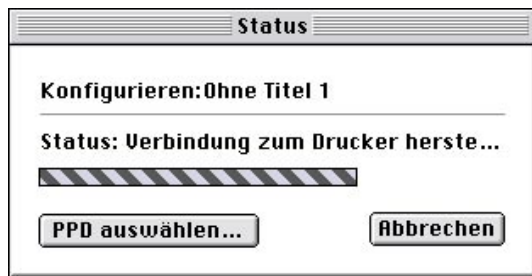 Status
Konfigurieren:Ohne Titel 1
Status: Verbindung zum Drucker herste...
PPD auswählen...
Abbrechen